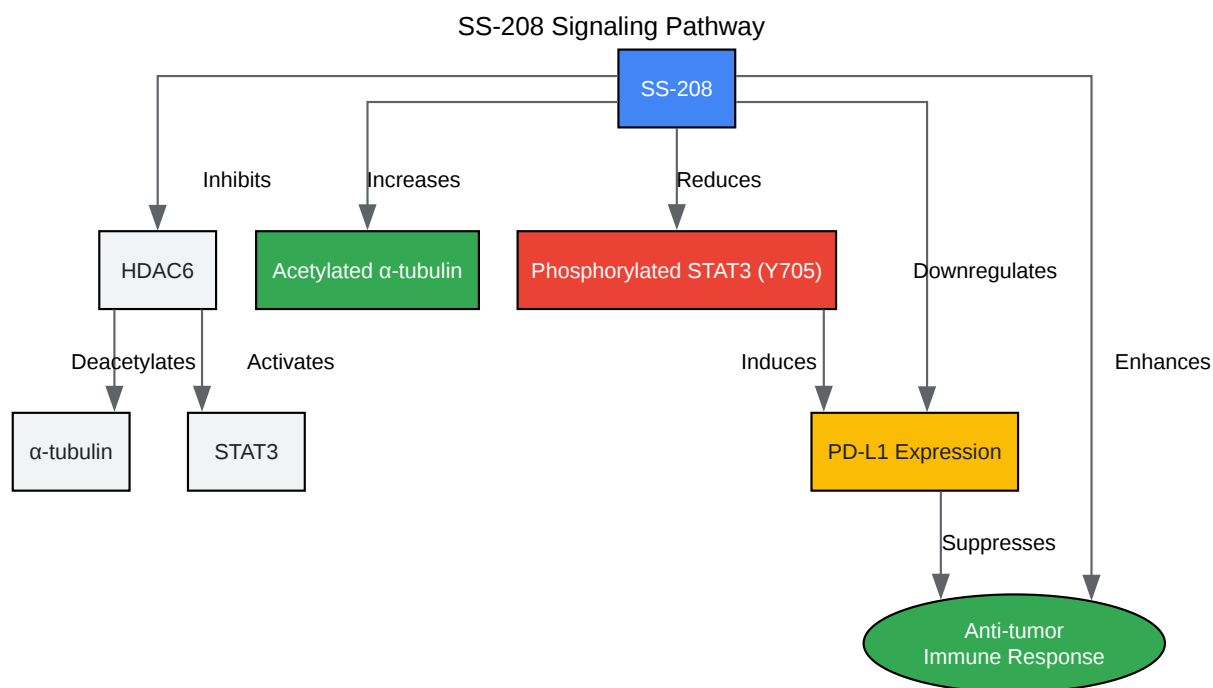 SS-208 Signaling Pathway
SS-208
Inhibits
Increases
Reduces
HDAC6
Acetylated α-tubulin
Phosphorylated STAT3 (Y705)
Downregulates
Deacetylates
Activates
Induces
Enhances
α-tubulin
STAT3
PD-L1 Expression
Suppresses
Anti-tumor
Immune Response